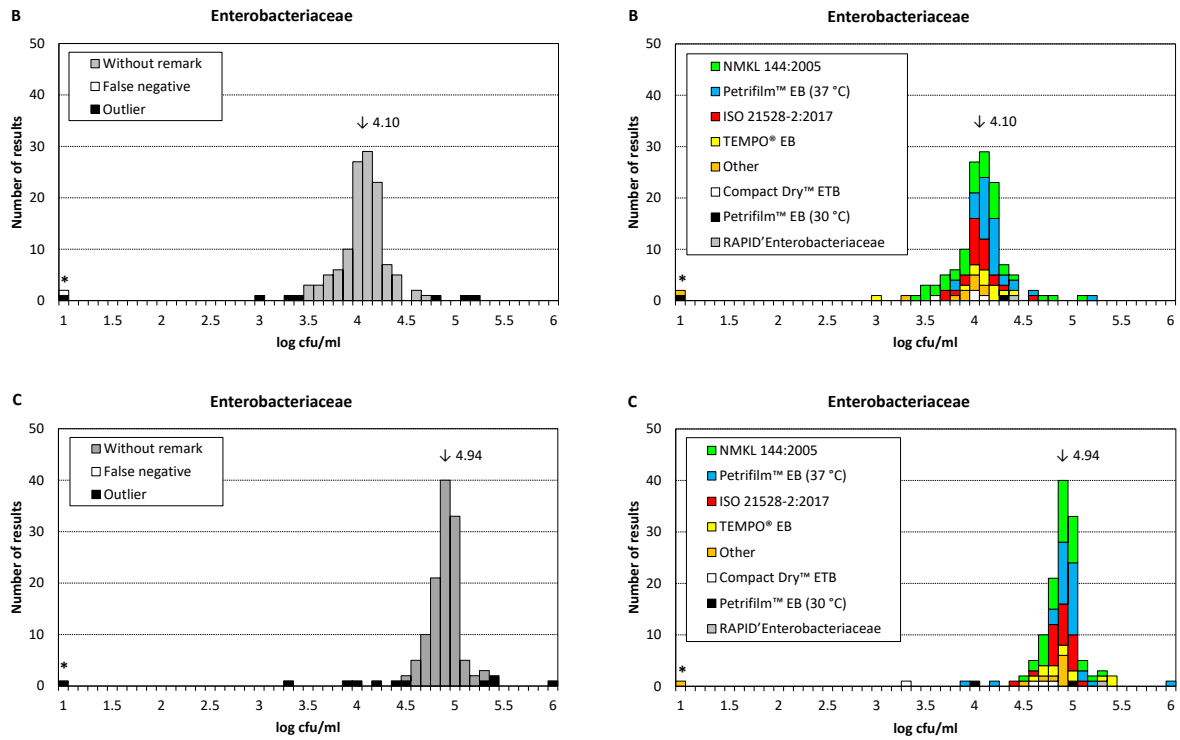 B
Enterobacteriaceae
50
40
30
20
10
0
Number of results
Without remark
False negative
Outlier
↓ 4.10
*
1 1.5 2 2.5 3 3.5 4 4.5 5 5.5 6
log cfu/ml
B
Enterobacteriaceae
50
40
30
20
10
0
Number of results
NMKL 144:2005
Petrifilm™ EB (37 °C)
ISO 21528-2:2017
TEMPO® EB
Other
Compact Dry™ ETB
Petrifilm™ EB (30 °C)
RAPID'Enterobacteriaceae
↓ 4.10
*
1 1.5 2 2.5 3 3.5 4 4.5 5 5.5 6
log cfu/ml
C
Enterobacteriaceae
50
40
30
20
10
0
Number of results
Without remark
False negative
Outlier
↓ 4.94
*
1 1.5 2 2.5 3 3.5 4 4.5 5 5.5 6
log cfu/ml
C
Enterobacteriaceae
50
40
30
20
10
0
Number of results
NMKL 144:2005
Petrifilm™ EB (37 °C)
ISO 21528-2:2017
TEMPO® EB
Other
Compact Dry™ ETB
Petrifilm™ EB (30 °C)
RAPID'Enterobacteriaceae
↓ 4.94
*
1 1.5 2 2.5 3 3.5 4 4.5 5 5.5 6
log cfu/ml